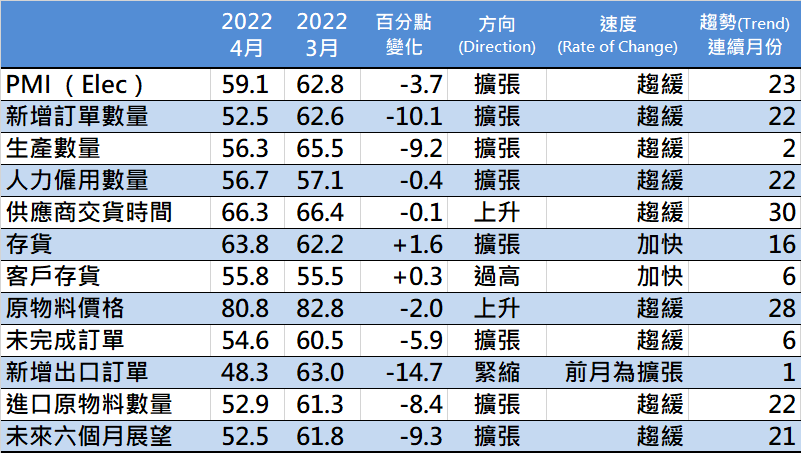 2022 4月 2022 3月 百分點 變化 方向 (Direction) 速度 (Rate of Change) 趨勢(Trend) 連續月份
PMI （Elec） 59.1 62.8 -3.7 擴張 趨緩 23
新增訂單數量 52.5 62.6 -10.1 擴張 趨緩 22
生產數量 56.3 65.5 -9.2 擴張 趨緩 2
人力僱用數量 56.7 57.1 -0.4 擴張 趨緩 22
供應商交貨時間 66.3 66.4 -0.1 上升 趨緩 30
存貨 63.8 62.2 +1.6 擴張 加快 16
客戶存貨 55.8 55.5 +0.3 過高 加快 6
原物料價格 80.8 82.8 -2.0 上升 趨緩 28
未完成訂單 54.6 60.5 -5.9 擴張 趨緩 6
新增出口訂單 48.3 63.0 -14.7 緊縮 前月為擴張 1
進口原物料數量 52.9 61.3 -8.4 擴張 趨緩 22
未來六個月展望 52.5 61.8 -9.3 擴張 趨緩 21